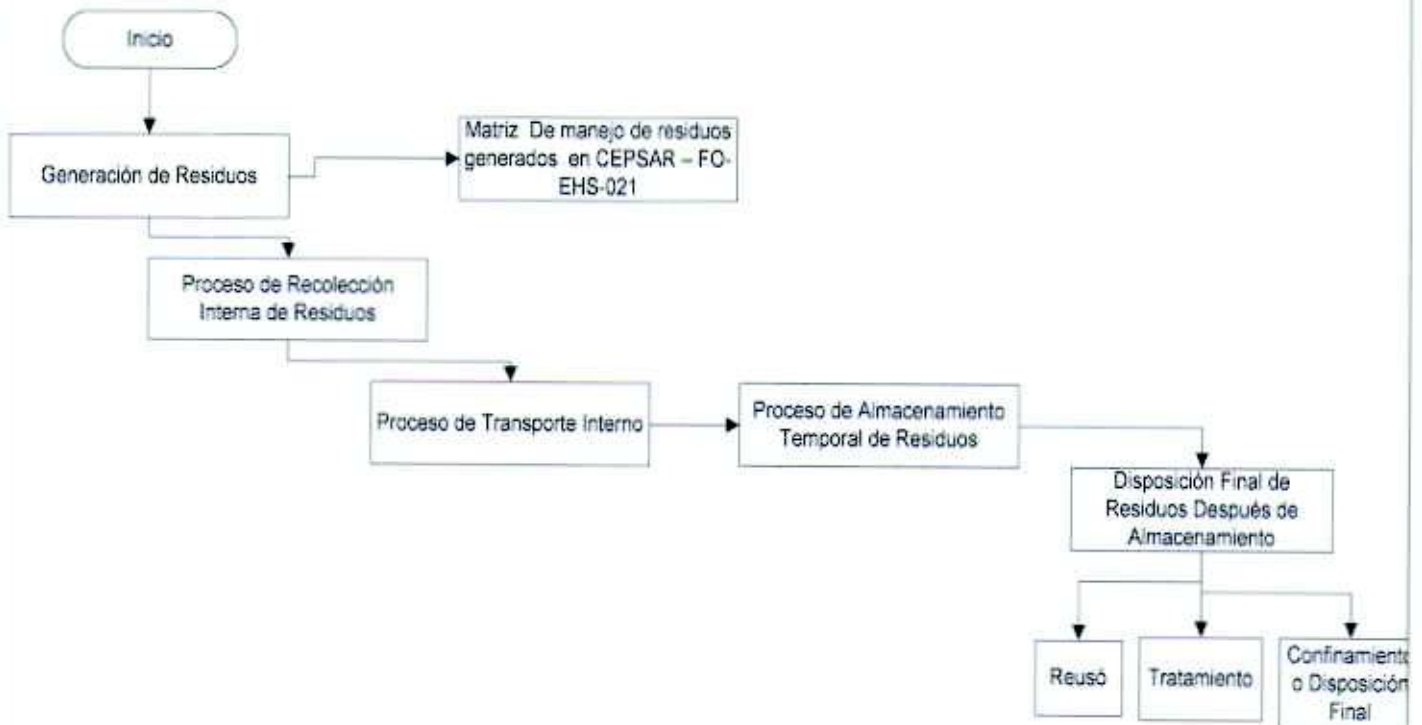 Inicio
Generación de Residuos
Matriz De manejo de residuos
generados en CEPSAR – FO-
EHS-021
Proceso de Recolección
Interna de Residuos
Proceso de Transporte Interno
Proceso de Almacenamiento
Temporal de Residuos
Disposición Final de
Residuos Después de
Almacenamiento
Reusó
Tratamiento
Confinamiento
o Disposición
Final